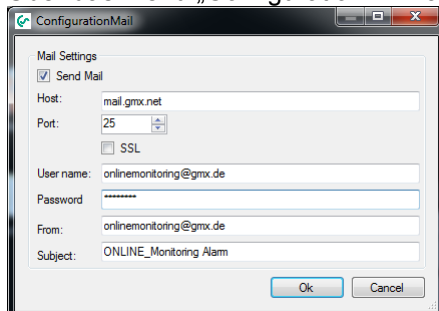 ConfigurationMail
Mail Settings
Send Mail
Host: mail.gmx.net
Port: 25
SSL
User name: onlinemonitoring@gmx.de
Password ********
From: onlinemonitoring@gmx.de
Subject: ONLINE_Monitoring Alarm
Ok Cancel